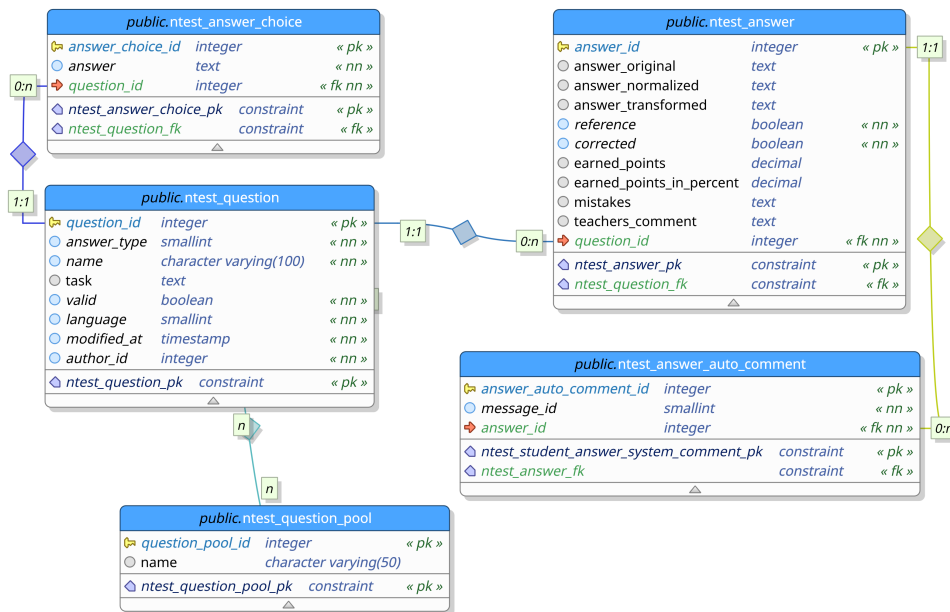 public.ntest_answer_choice
answer_choice_id integer « pk »
answer text « nn »
question_id integer « fk nn »
ntest_answer_choice_pk constraint « pk »
ntest_question_fk constraint « fk »
0:n
1:1
public.ntest_question
question_id integer « pk »
answer_type smallint « nn »
name character varying(100) « nn »
task text
valid boolean « nn »
language smallint « nn »
modified_at timestamp « nn »
author_id integer « nn »
ntest_question_pk constraint « pk »
1:1
0:n
n
n
public.ntest_question_pool
question_pool_id integer « pk »
name character varying(50)
ntest_question_pool_pk constraint « pk »
public.ntest_answer
answer_id integer « pk »
answer_original text
answer_normalized text
answer_transformed text
reference boolean « nn »
corrected boolean « nn »
earned_points decimal
earned_points_in_percent decimal
mistakes text
teachers_comment text
question_id integer « fk nn »
ntest_answer_pk constraint « pk »
ntest_question_fk constraint « fk »
1:1
0:n
public.ntest_answer_auto_comment
answer_auto_comment_id integer « pk »
message_id smallint « nn »
answer_id integer « fk nn »
ntest_student_answer_system_comment_pk constraint « pk »
ntest_answer_fk constraint « fk »